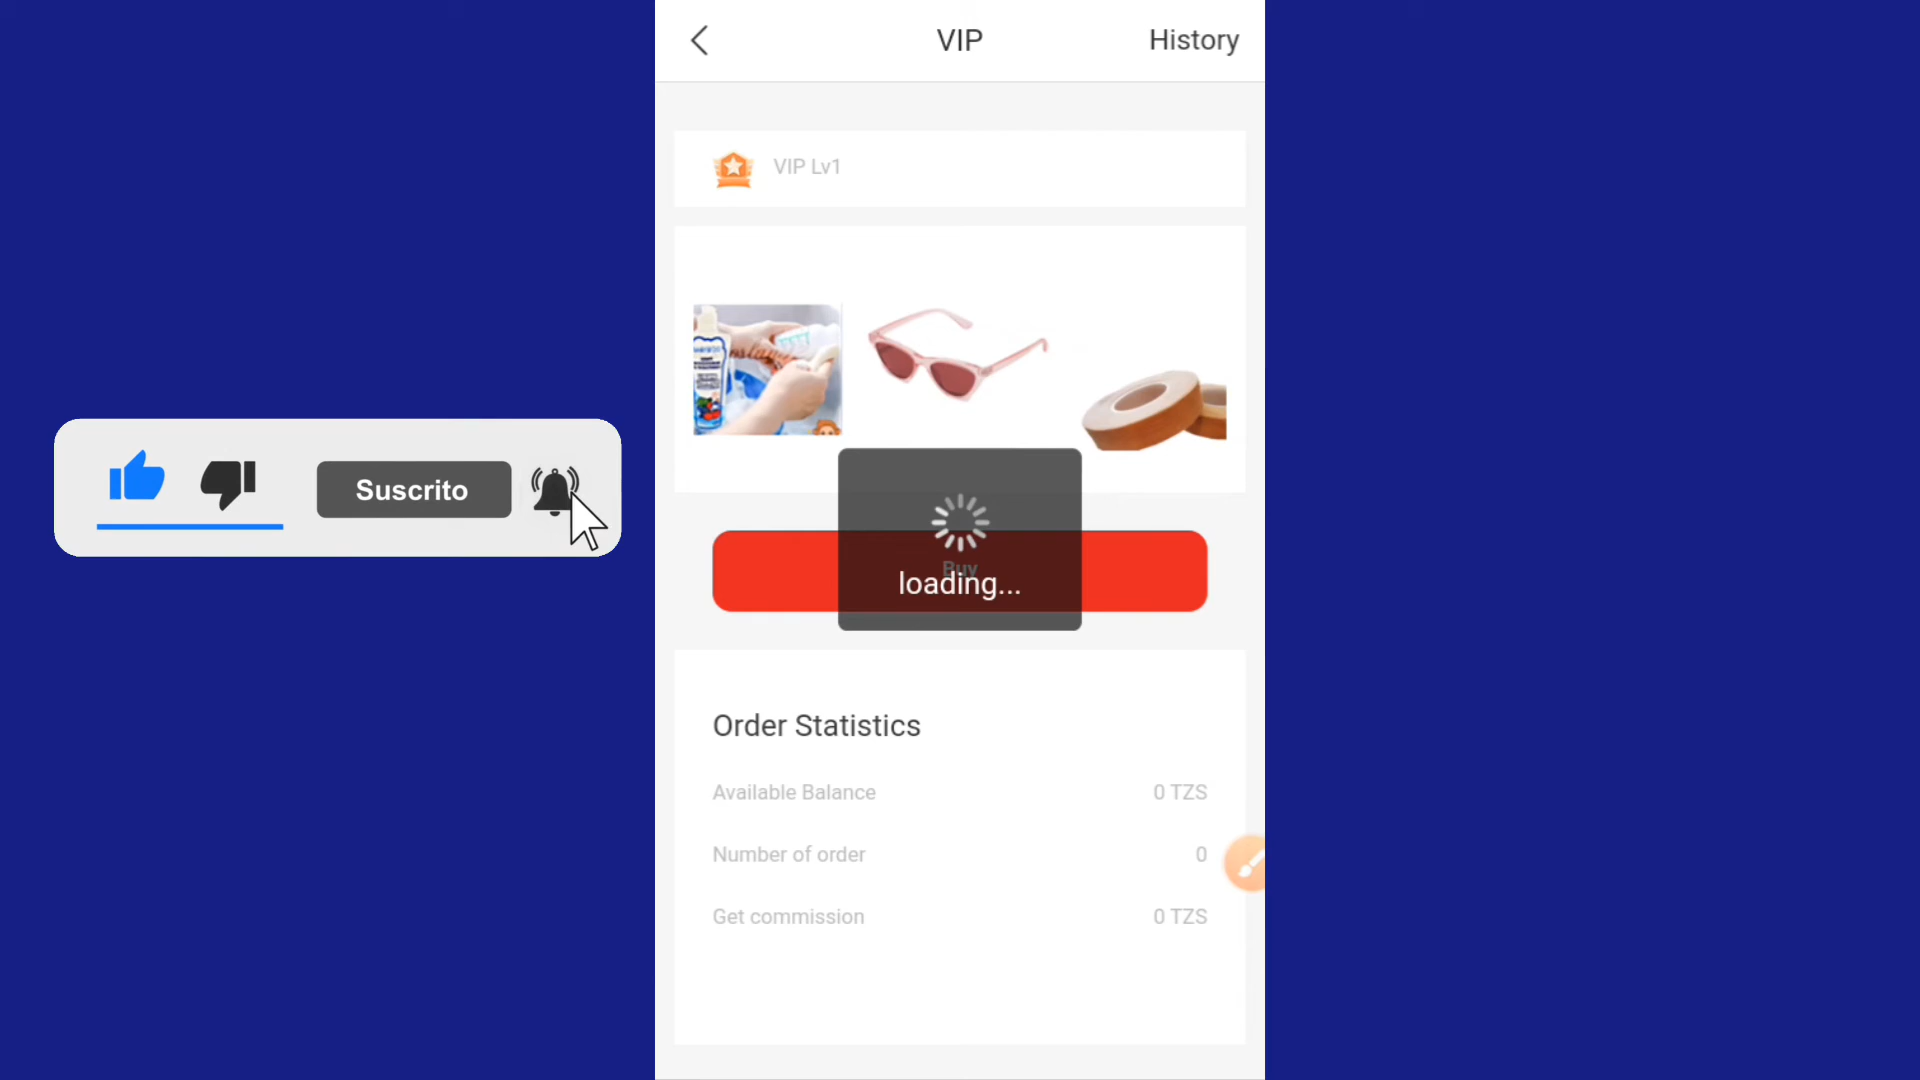 VIP
History
VIP Lv1
Suscrito
Buy
loading...
Order Statistics
Available Balance 0 TZS
Number of order 0
Get commission 0 TZS